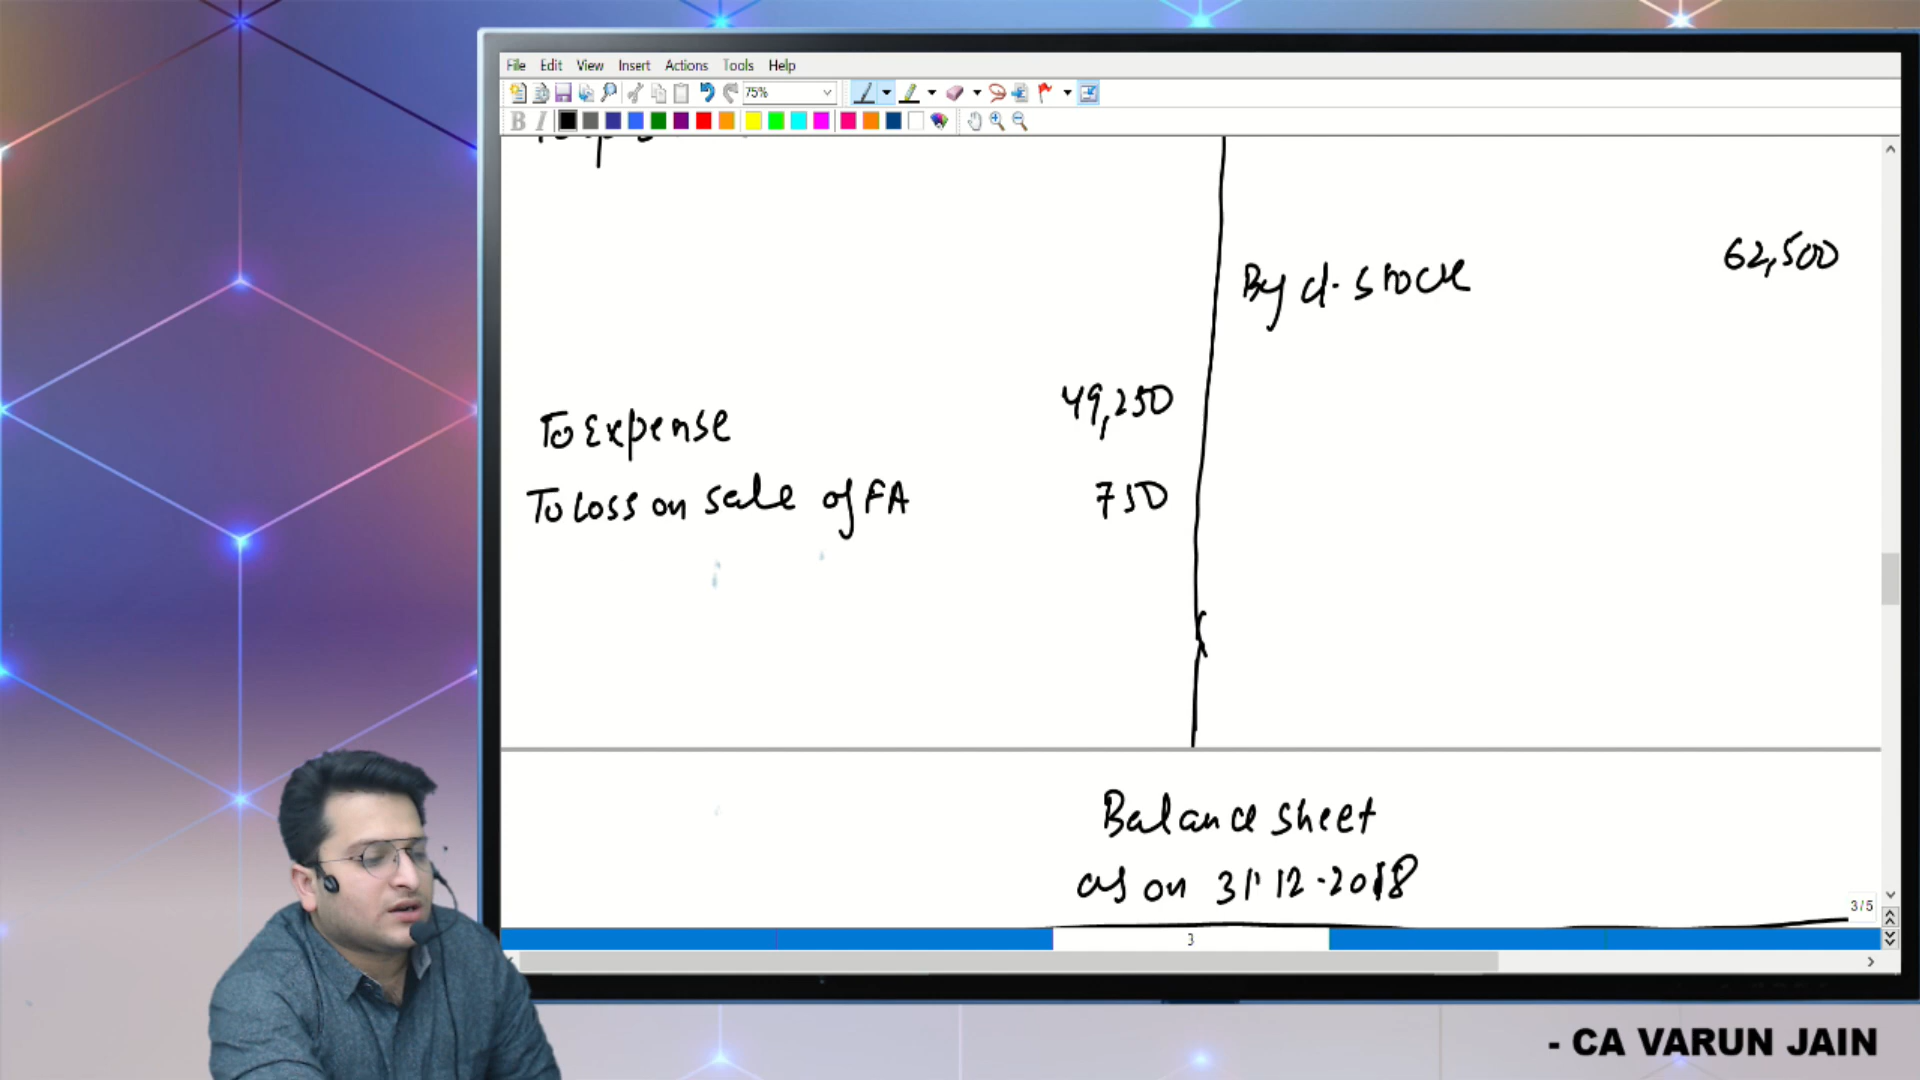 File Edit View Insert Actions Tools Help
75%
B I
By cl. stock 62,500
To Expense 49,250
To Loss on sale of FA 750
Balance sheet
as on 31.12.2018
3/5
3
- CA VARUN JAIN